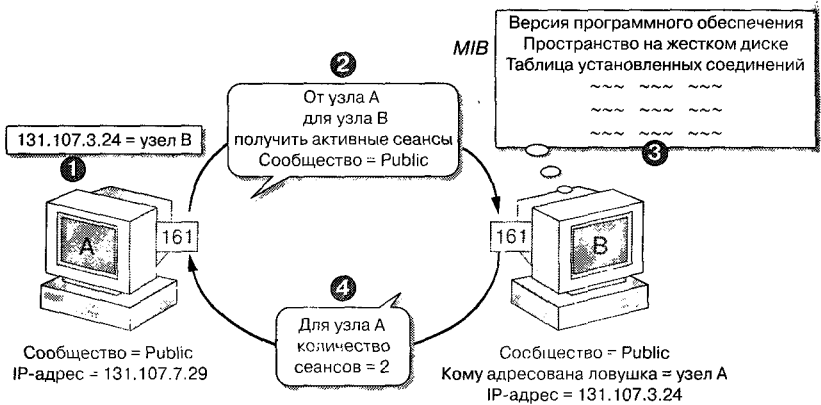 MIB
Версия программного обеспечения
Пространство на жестком диске
Таблица установленных соединений
~~~ ~~~ ~~~
~~~ ~~~ ~~~
~~~ ~~~ ~~~
3
2
От узла А
для узла В
получить активные сеансы
Сообщество = Public
131.107.3.24 = узел В
1
A
161
161
B
4
Для узла А
количество
сеансов = 2
Сообщество = Public
IP-адрес = 131.107.7.29
Сообщество = Public
Кому адресована ловушка = узел А
IP-адрес = 131.107.3.24